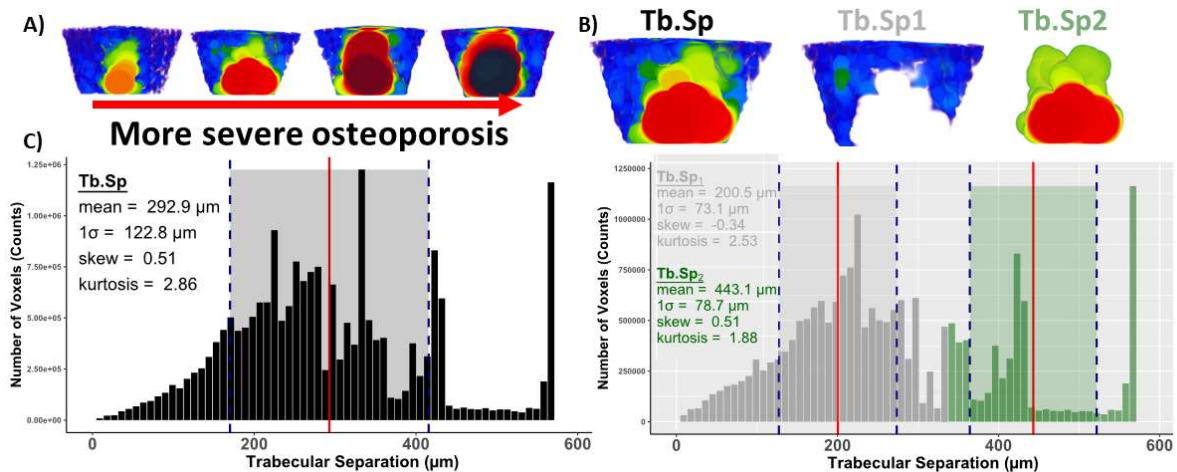 A)
More severe osteoporosis
B)
Tb.Sp
Tb.Sp1
Tb.Sp2
C)
Number of Voxels (Counts)
1.25e+06
1.00e+06
7.50e+05
5.00e+05
2.50e+05
0.00e+00
Tb.Sp
mean = 292.9 µm
1σ = 122.8 µm
skew = 0.51
kurtosis = 2.86
0
200
400
600
Trabecular Separation (µm)
Number of Voxels (Counts)
1250000
1000000
750000
500000
250000
0
Tb.Sp1
mean = 200.5 µm
1σ = 73.1 µm
skew = -0.34
kurtosis = 2.53
Tb.Sp2
mean = 443.1 µm
1σ = 78.7 µm
skew = 0.51
kurtosis = 1.88
0
200
400
600
Trabecular Separation (µm)